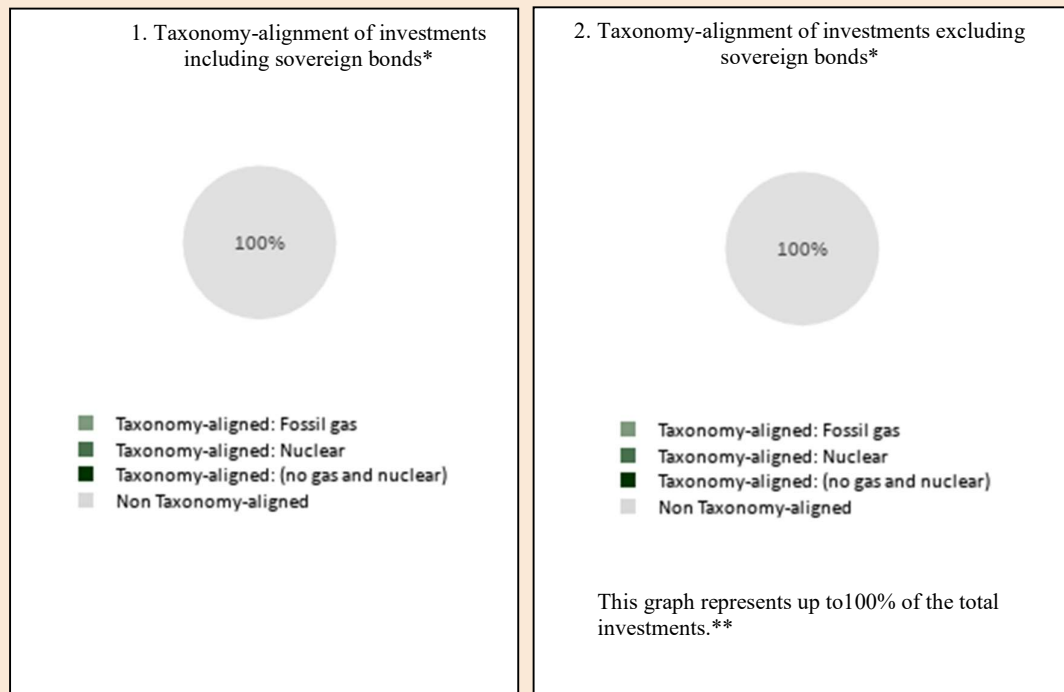 1. Taxonomy-alignment of investments
including sovereign bonds*
100%
Taxonomy-aligned: Fossil gas
Taxonomy-aligned: Nuclear
Taxonomy-aligned: (no gas and nuclear)
Non Taxonomy-aligned
2. Taxonomy-alignment of investments excluding
sovereign bonds*
100%
Taxonomy-aligned: Fossil gas
Taxonomy-aligned: Nuclear
Taxonomy-aligned: (no gas and nuclear)
Non Taxonomy-aligned
This graph represents up to100% of the total
investments.**